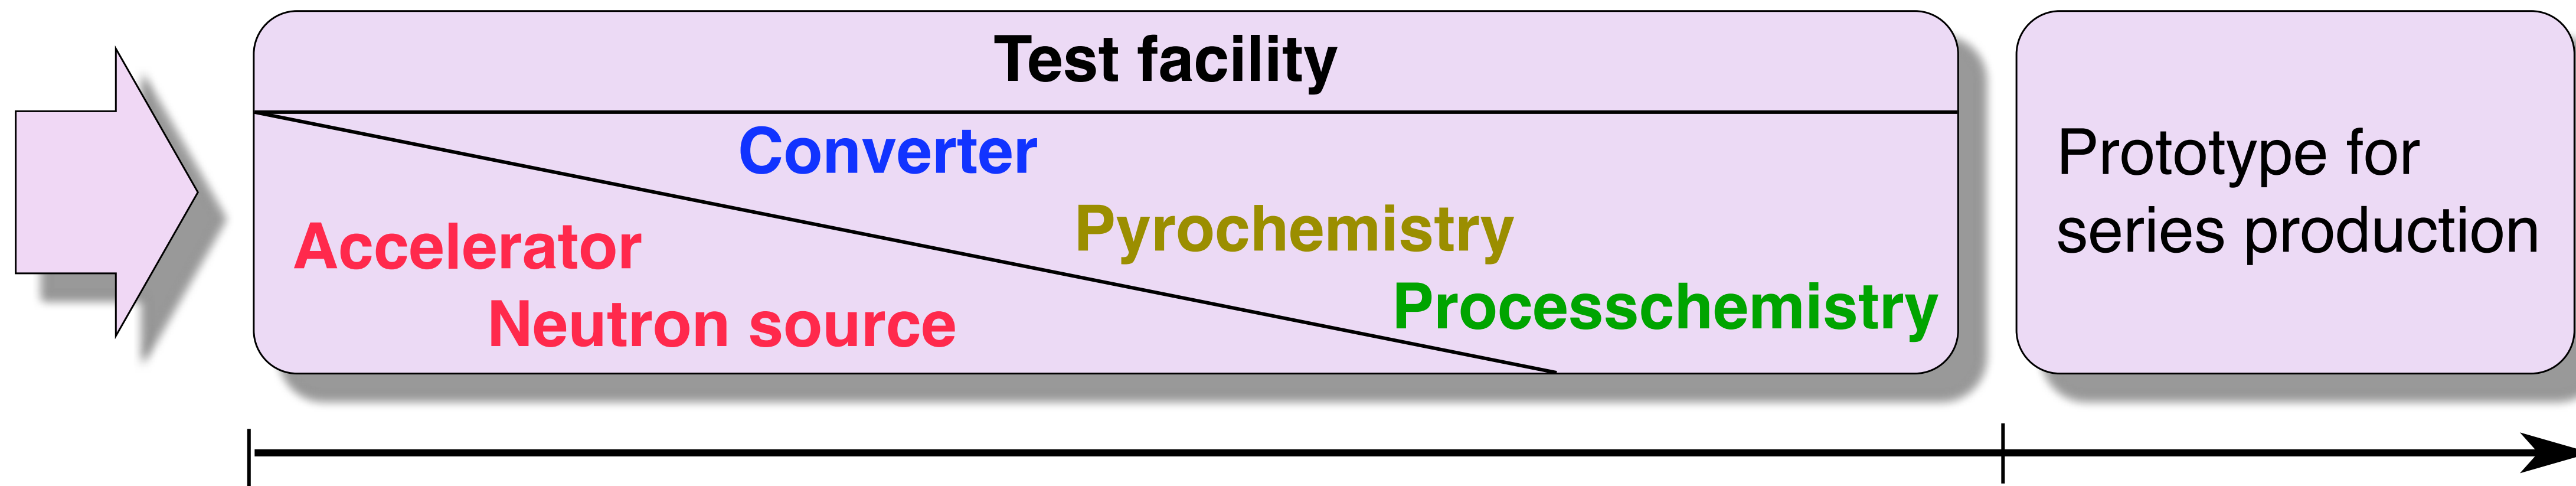 Test facility
Converter
Accelerator
Pyrochemistry
Neutron source
Processchemistry
Prototype for
series production